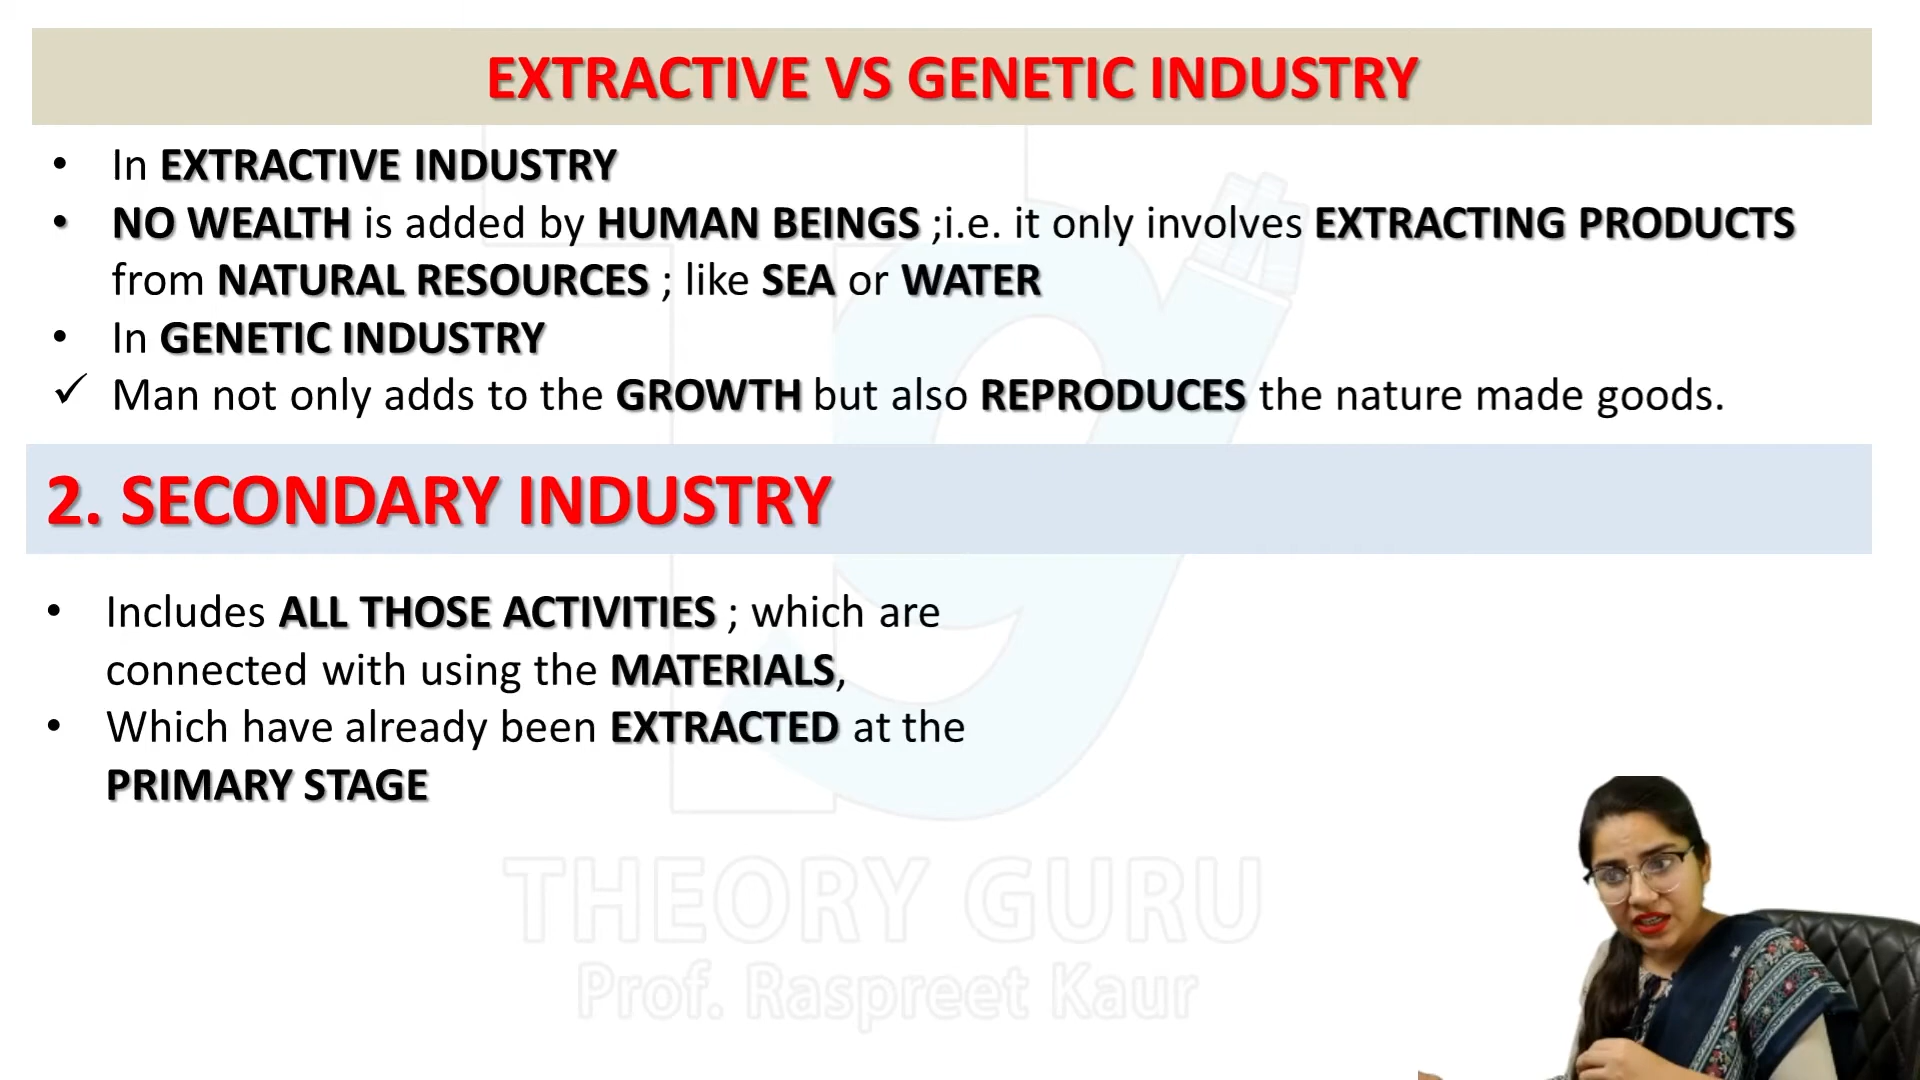 EXTRACTIVE VS GENETIC INDUSTRY
• In EXTRACTIVE INDUSTRY
• NO WEALTH is added by HUMAN BEINGS ;i.e. it only involves EXTRACTING PRODUCTS
from NATURAL RESOURCES ; like SEA or WATER
• In GENETIC INDUSTRY
✓ Man not only adds to the GROWTH but also REPRODUCES the nature made goods.
2. SECONDARY INDUSTRY
• Includes ALL THOSE ACTIVITIES ; which are
connected with using the MATERIALS,
• Which have already been EXTRACTED at the
PRIMARY STAGE
THEORY GURU
Prof. Raspreet Kaur